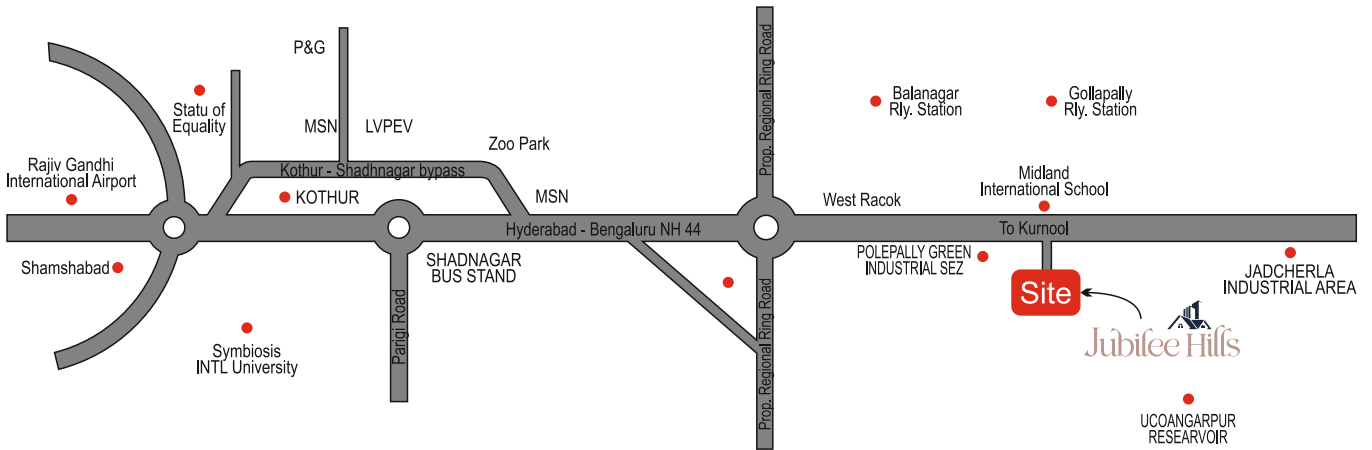 P&G
Statu of
Equality
MSN
LVPEV
Zoo Park
Kothur - Shadhnagar bypass
Rajiv Gandhi
International Airport
KOTHUR
MSN
Hyderabad - Bengaluru NH 44
Shamshabad
SHADNAGAR
BUS STAND
Symbiosis
INTL University
Parigi Road
Prop. Regional Ring Road
Prop. Regional Ring Road
Balanagar
Rly. Station
Gollapally
Rly. Station
West Racok
Midland
International School
To Kurnool
POLEPALLY GREEN
INDUSTRIAL SEZ
Site
JADCHERLA
INDUSTRIAL AREA
Jubilee Hills
UCOANGARPUR
RESEARVOIR